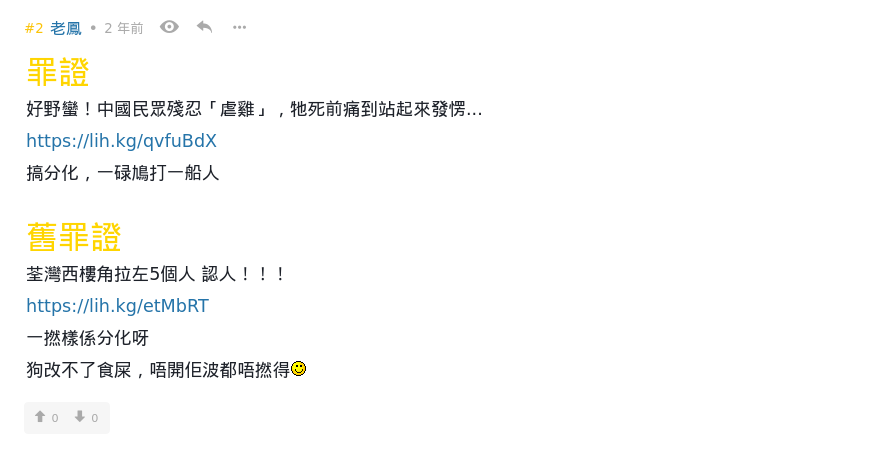 #2 老鳳 • 2 年前
罪證
好野蠻！中國民眾殘忍「虐雞」，牠死前痛到站起來發愣...
https://lih.kg/qvfuBdX
搞分化，一碌鳩打一船人
舊罪證
荃灣西樓角拉左5個人 認人！！！
https://lih.kg/etMbRT
一撚樣係分化呀
狗改不了食屎，唔開佢波都唔撚得
0 0